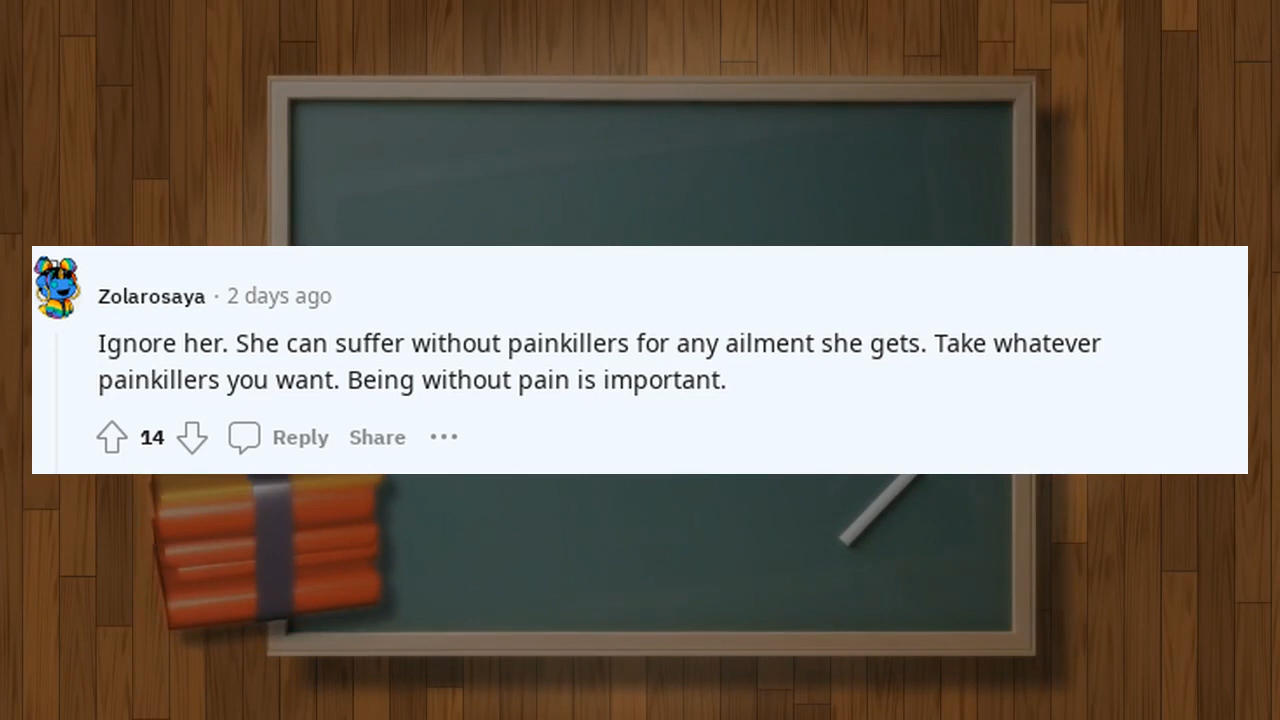 Zolarosaya · 2 days ago
Ignore her. She can suffer without painkillers for any ailment she gets. Take whatever
painkillers you want. Being without pain is important.
14 Reply Share •••